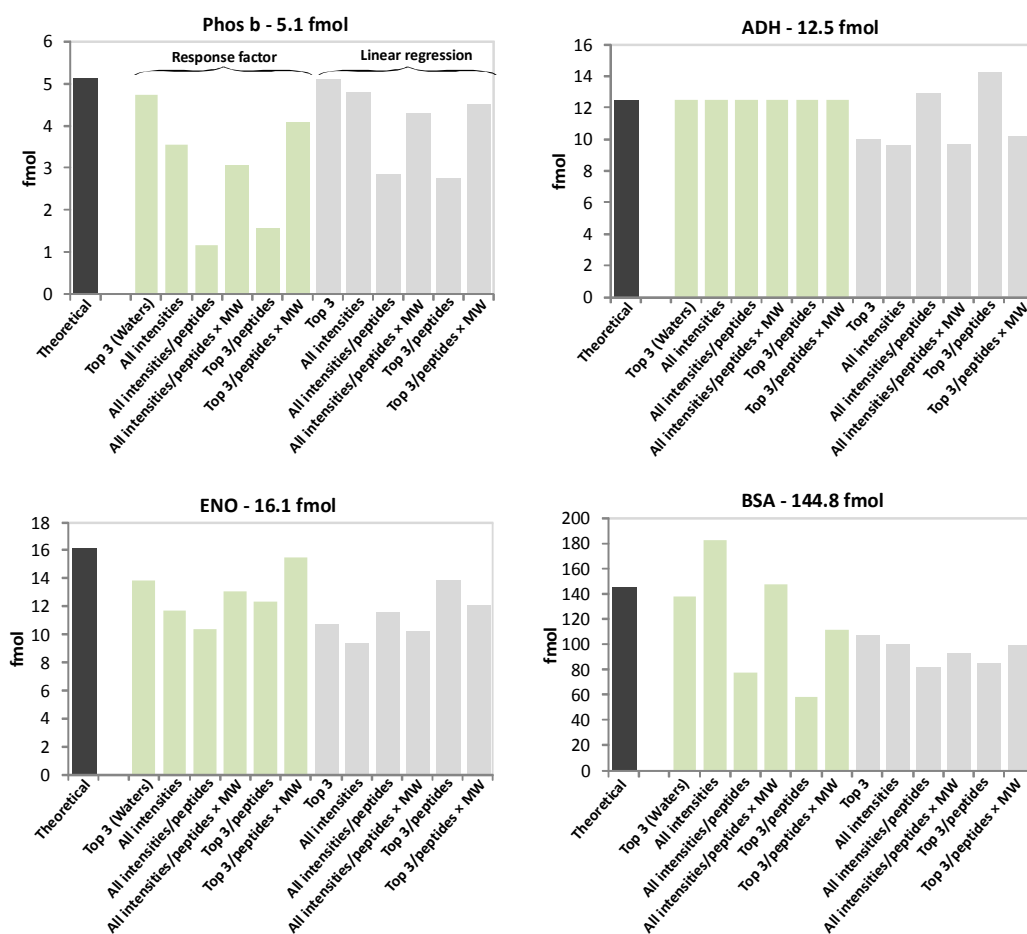 Phos b - 5.1 fmol
Response factor
Linear regression
fmol
6
5
4
3
2
1
0
Theoretical
Top 3 (Waters)
All intensities
All intensities/peptides
All intensities/peptides × MW
Top 3/peptides
Top 3/peptides × MW
Top 3
All intensities
All intensities/peptides
All intensities/peptides × MW
Top 3/peptides
Top 3/peptides × MW
ADH - 12.5 fmol
fmol
16
14
12
10
8
6
4
2
0
Theoretical
Top 3 (Waters)
All intensities
All intensities/peptides
All intensities/peptides × MW
Top 3/peptides
Top 3/peptides × MW
Top 3
All intensities
All intensities/peptides
All intensities/peptides × MW
Top 3/peptides
Top 3/peptides × MW
ENO - 16.1 fmol
fmol
18
16
14
12
10
8
6
4
2
0
Theoretical
Top 3 (Waters)
All intensities
All intensities/peptides
All intensities/peptides × MW
Top 3/peptides
Top 3/peptides × MW
Top 3
All intensities
All intensities/peptides
All intensities/peptides × MW
Top 3/peptides
Top 3/peptides × MW
BSA - 144.8 fmol
fmol
200
180
160
140
120
100
80
60
40
20
0
Theoretical
Top 3 (Waters)
All intensities
All intensities/peptides
All intensities/peptides × MW
Top 3/peptides
Top 3/peptides × MW
Top 3
All intensities
All intensities/peptides
All intensities/peptides × MW
Top 3/peptides
Top 3/peptides × MW